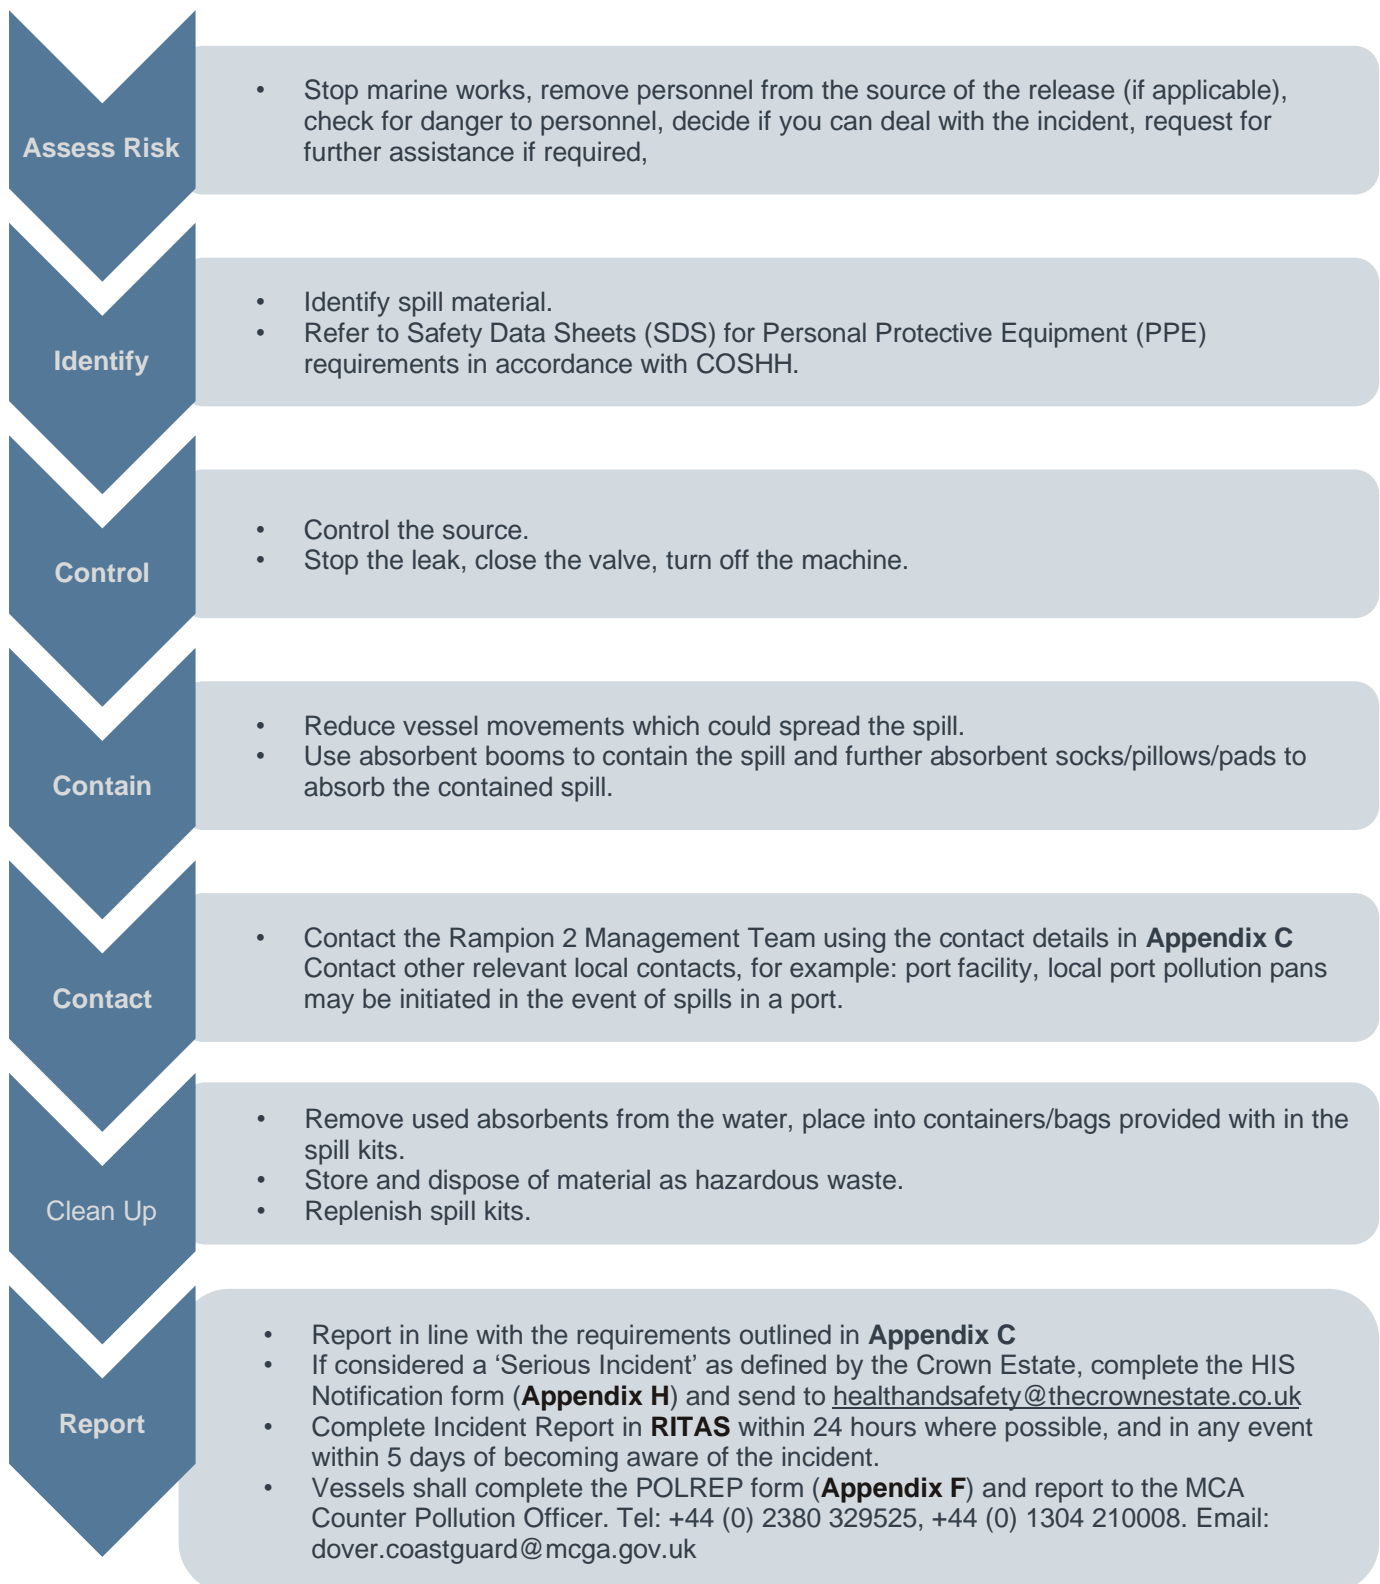 Assess Risk
• Stop marine works, remove personnel from the source of the release (if applicable),
check for danger to personnel, decide if you can deal with the incident, request for
further assistance if required,
Identify
• Identify spill material.
• Refer to Safety Data Sheets (SDS) for Personal Protective Equipment (PPE)
requirements in accordance with COSHH.
Control
• Control the source.
• Stop the leak, close the valve, turn off the machine.
Contain
• Reduce vessel movements which could spread the spill.
• Use absorbent booms to contain the spill and further absorbent socks/pillows/pads to
absorb the contained spill.
Contact
• Contact the Rampion 2 Management Team using the contact details in Appendix C
Contact other relevant local contacts, for example: port facility, local port pollution pans
may be initiated in the event of spills in a port.
Clean Up
• Remove used absorbents from the water, place into containers/bags provided with in the
spill kits.
• Store and dispose of material as hazardous waste.
• Replenish spill kits.
Report
• Report in line with the requirements outlined in Appendix C
• If considered a ‘Serious Incident’ as defined by the Crown Estate, complete the HIS
Notification form (Appendix H) and send to healthandsafety@thecrownestate.co.uk
• Complete Incident Report in RITAS within 24 hours where possible, and in any event
within 5 days of becoming aware of the incident.
• Vessels shall complete the POLREP form (Appendix F) and report to the MCA
Counter Pollution Officer. Tel: +44 (0) 2380 329525, +44 (0) 1304 210008. Email:
dover.coastguard@mcga.gov.uk